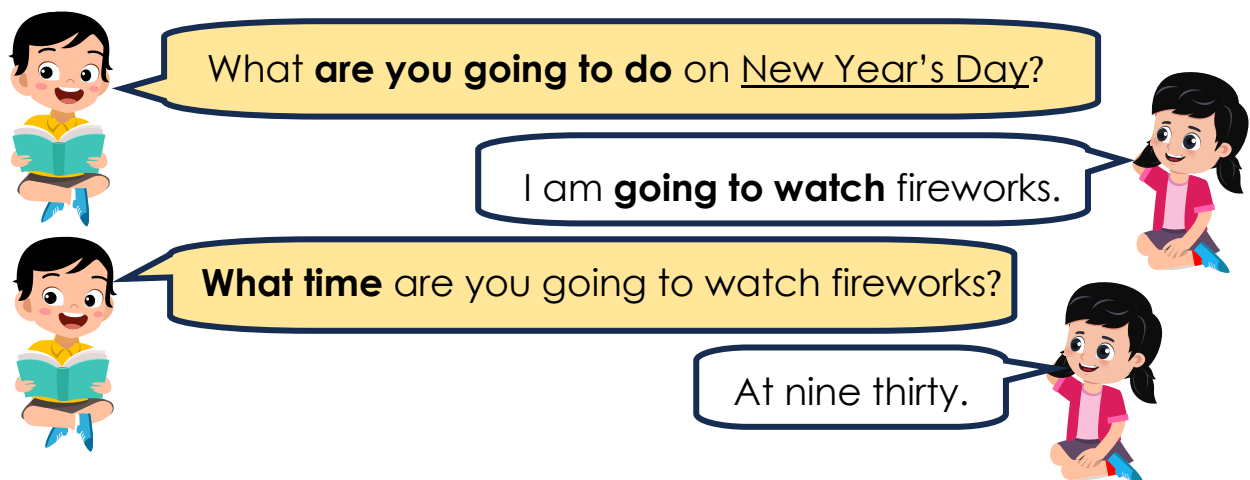 What are you going to do on New Year’s Day?
I am going to watch fireworks.
What time are you going to watch fireworks?
At nine thirty.